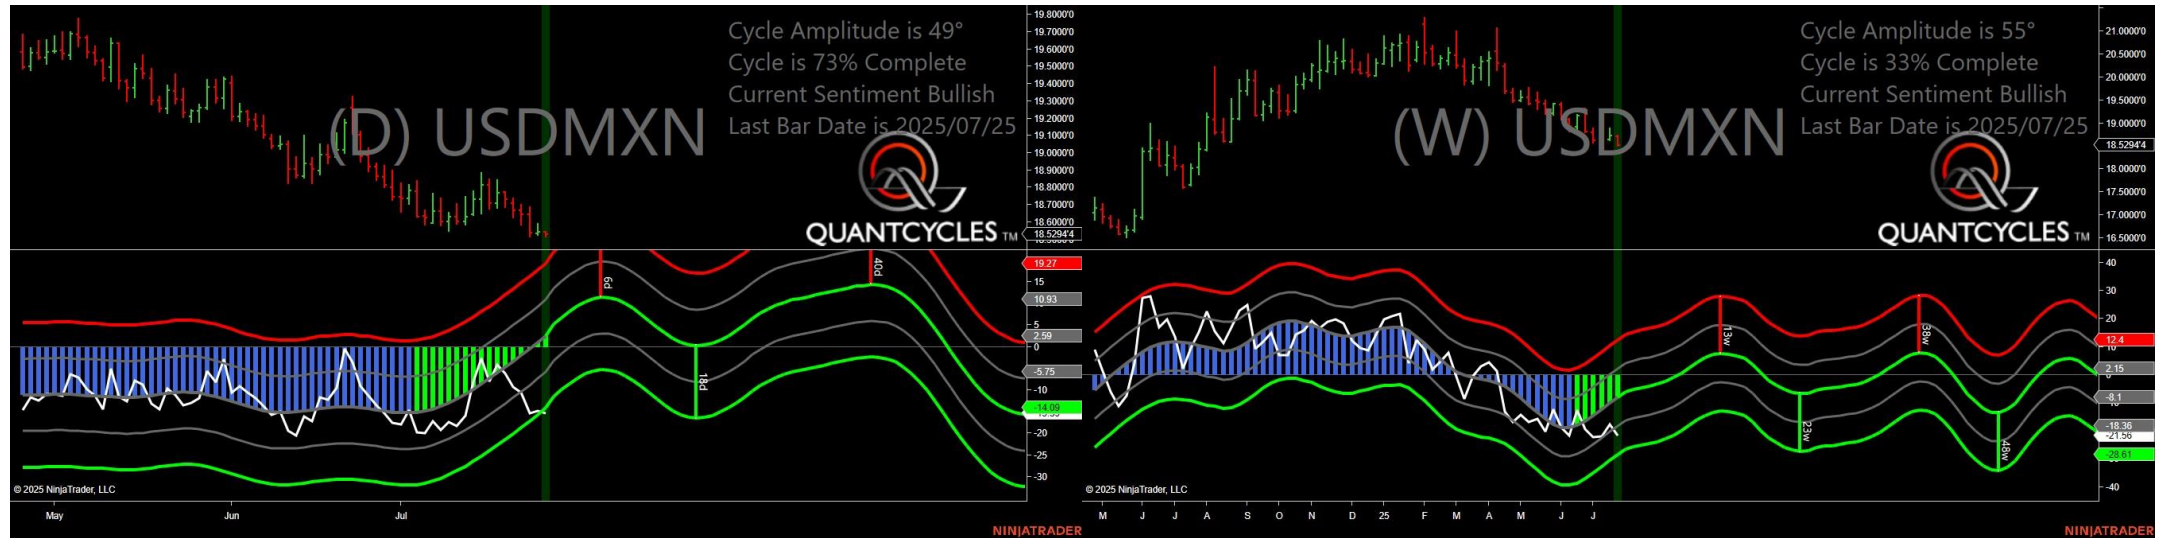 Cycle Amplitude is 49°
Cycle is 73% Complete
Current Sentiment Bullish
Last Bar Date is 2025/07/25
(D) USDMXN
QUANTCYCLES TM
19.8000'0
19.7000'0
19.5000'0
19.4000'0
19.3000'0
19.2000'0
19.1000'0
19.0000'0
18.9000'0
18.8000'0
18.7000'0
18.6000'0
18.5294'4
19.27
15
10.93
5
2.59
0
-5.75
-10
-14.09
-20
-25
-30
6d
18d
40d
© 2025 NinjaTrader, LLC
May Jun Jul
NINJATRADER
Cycle Amplitude is 55°
Cycle is 33% Complete
Current Sentiment Bullish
Last Bar Date is 2025/07/25
(W) USDMXN
QUANTCYCLES TM
21.0000'0
20.5000'0
20.0000'0
19.5000'0
19.0000'0
18.5294'4
18.0000'0
17.5000'0
17.0000'0
16.5000'0
40
30
20
12.4
2.15
0
-8.1
-18.36
-21.56
-28.61
-40
13w
23w
38w
48w
© 2025 NinjaTrader, LLC
M J J A S O N D 25 F M A M J J
NINJATRADER